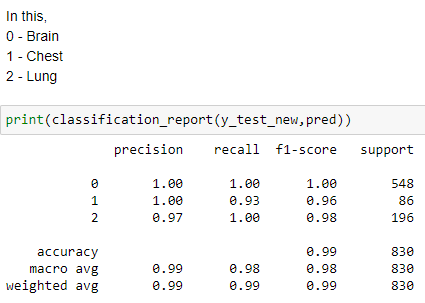 In this,
0 - Brain
1 - Chest
2 - Lung
print(classification_report(y_test_new,pred))
precision recall f1-score support
0 1.00 1.00 1.00 548
1 1.00 0.93 0.96 86
2 0.97 1.00 0.98 196
accuracy 0.99 830
macro avg 0.99 0.98 0.98 830
weighted avg 0.99 0.99 0.99 830